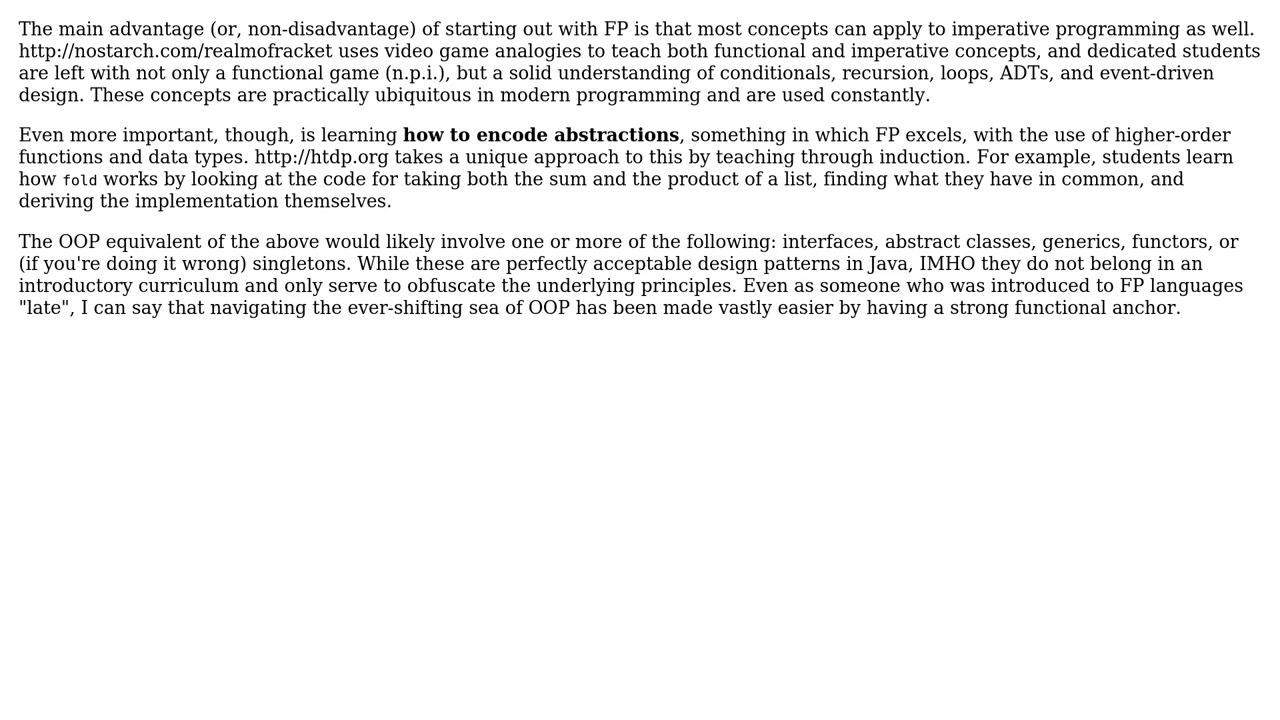 The main advantage (or, non-disadvantage) of starting out with FP is that most concepts can apply to imperative programming as well.
http://nostarch.com/realmofracket uses video game analogies to teach both functional and imperative concepts, and dedicated students
are left with not only a functional game (n.p.i.), but a solid understanding of conditionals, recursion, loops, ADTs, and event-driven
design. These concepts are practically ubiquitous in modern programming and are used constantly.
Even more important, though, is learning how to encode abstractions, something in which FP excels, with the use of higher-order
functions and data types. http://htdp.org takes a unique approach to this by teaching through induction. For example, students learn
how fold works by looking at the code for taking both the sum and the product of a list, finding what they have in common, and
deriving the implementation themselves.
The OOP equivalent of the above would likely involve one or more of the following: interfaces, abstract classes, generics, functors, or
(if you're doing it wrong) singletons. While these are perfectly acceptable design patterns in Java, IMHO they do not belong in an
introductory curriculum and only serve to obfuscate the underlying principles. Even as someone who was introduced to FP languages
"late", I can say that navigating the ever-shifting sea of OOP has been made vastly easier by having a strong functional anchor.